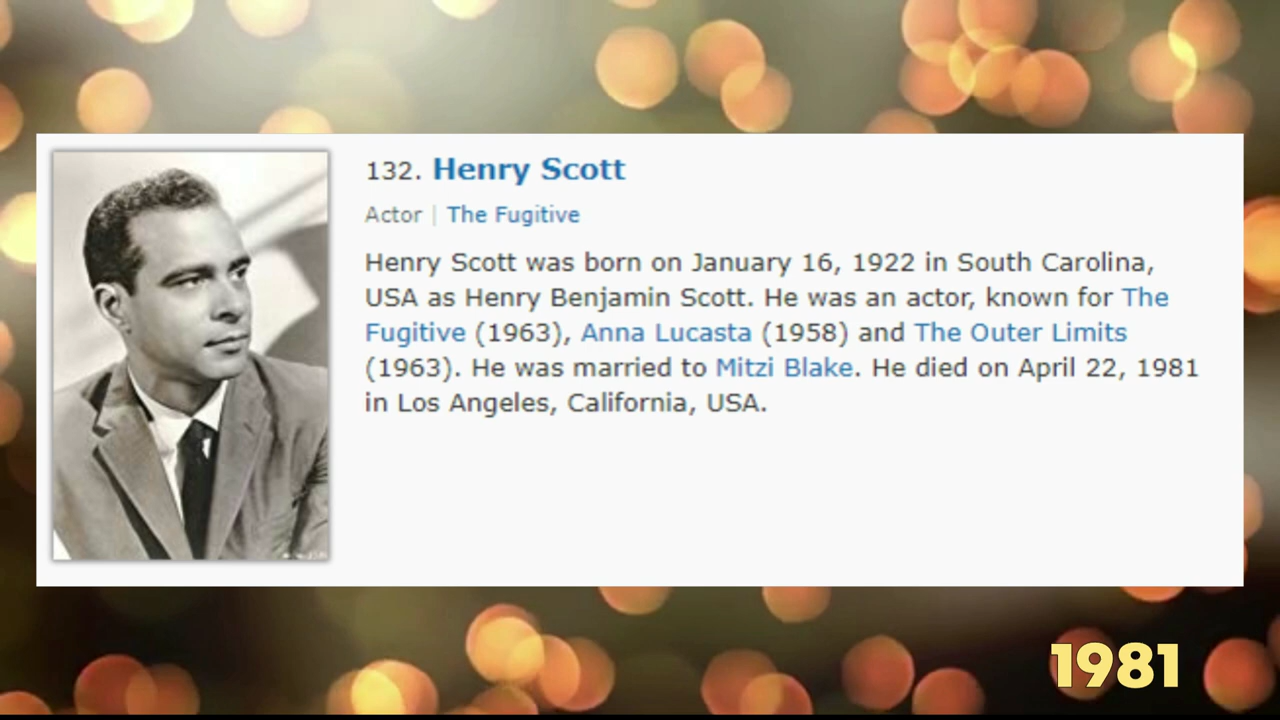 132. Henry Scott
Actor | The Fugitive
Henry Scott was born on January 16, 1922 in South Carolina,
USA as Henry Benjamin Scott. He was an actor, known for The
Fugitive (1963), Anna Lucasta (1958) and The Outer Limits
(1963). He was married to Mitzi Blake. He died on April 22, 1981
in Los Angeles, California, USA.
1981